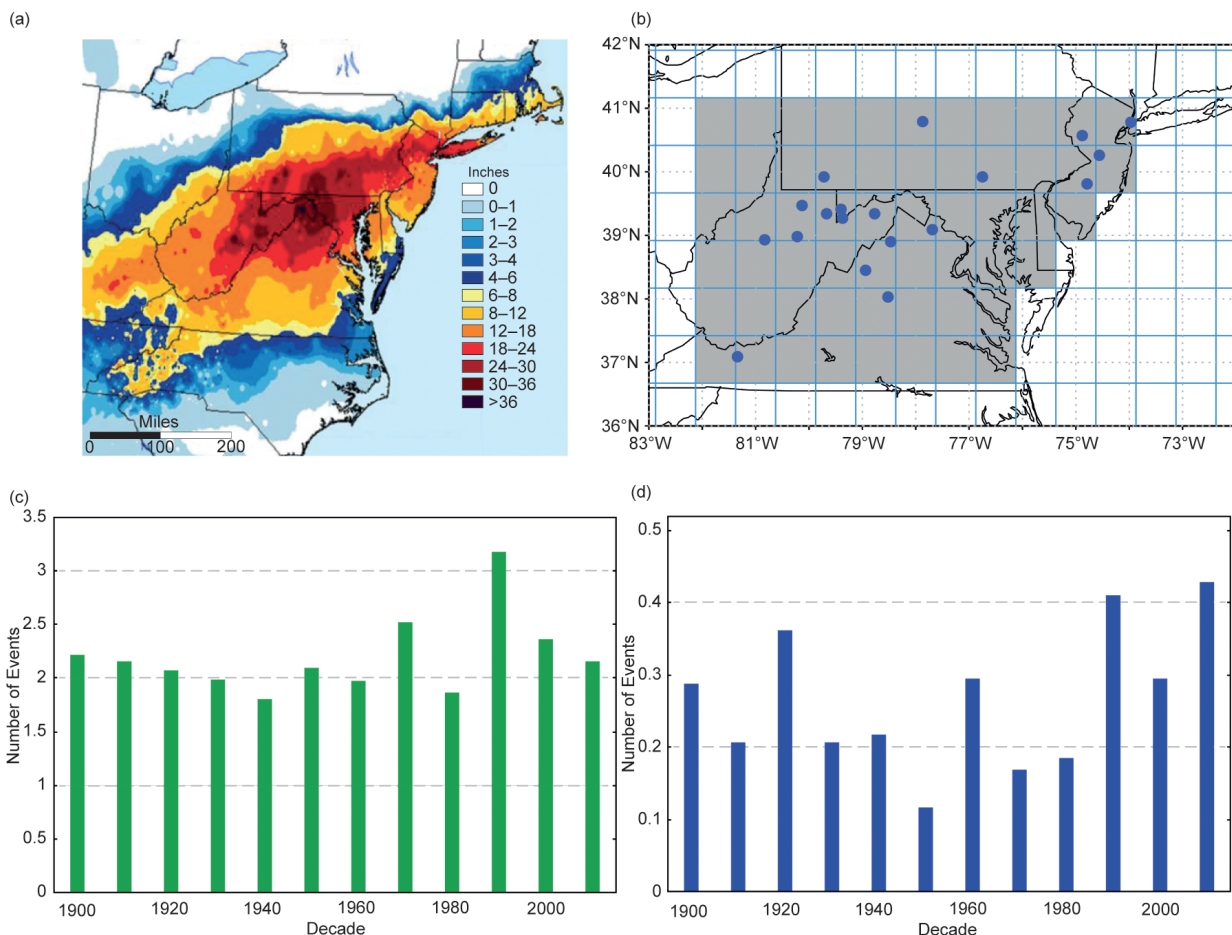 (a)
Inches
0
0–1
1–2
2–3
3–4
4–6
6–8
8–12
12–18
18–24
24–30
30–36
>36
Miles
0 100 200
(b)
42°N
41°N
40°N
39°N
38°N
37°N
36°N
83°W 81°W 79°W 77°W 75°W 73°W
(c)
3.5
3
2.5
2
1.5
1
0.5
0
Number of Events
1900 1920 1940 1960 1980 2000
Decade
(d)
0.5
0.4
0.3
0.2
0.1
0
Number of Events
1900 1920 1940 1960 1980 2000
Decade